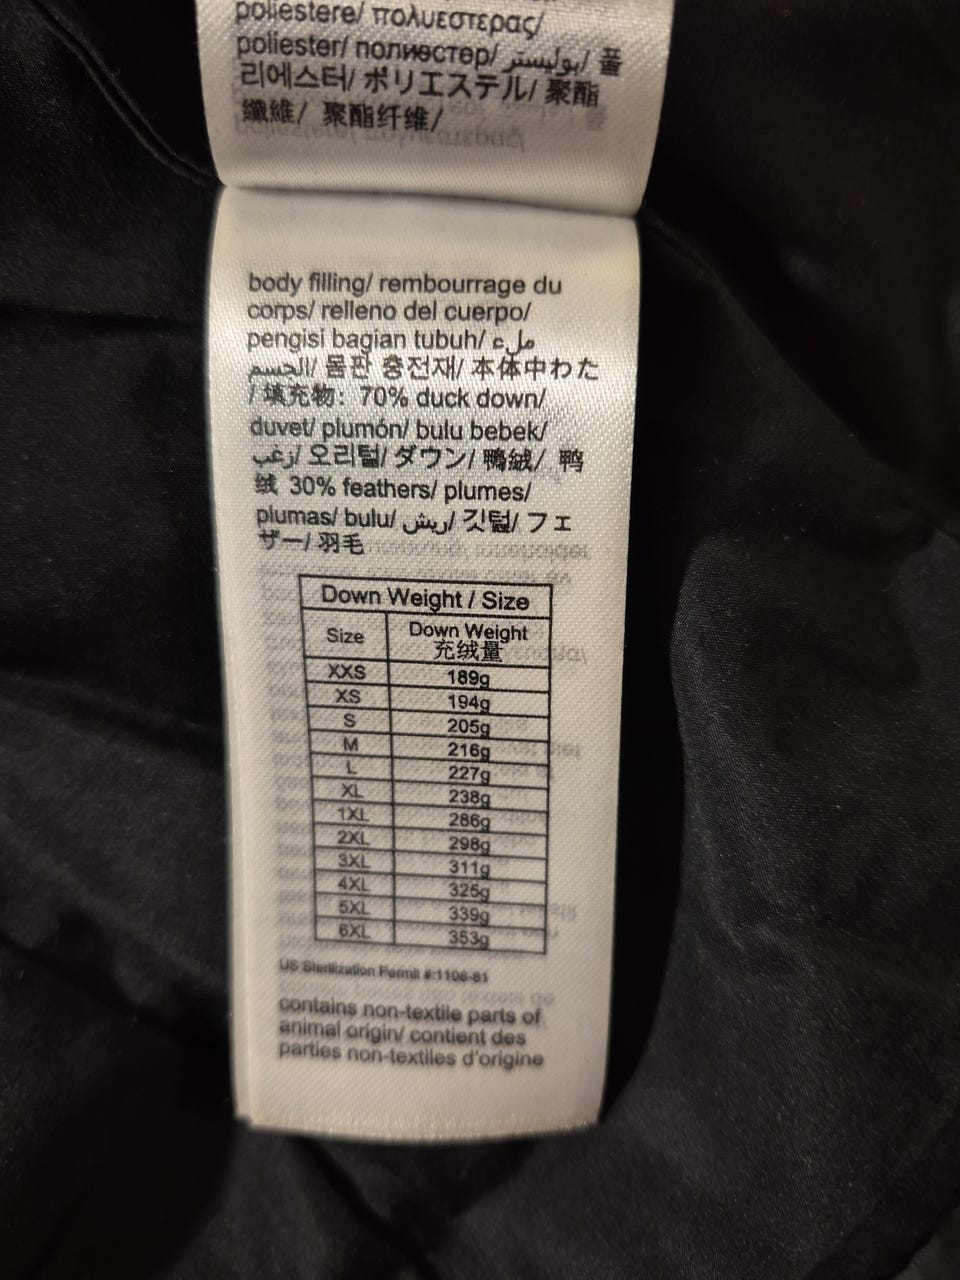 poliestere/ πολυεστερας/
poliester/ полиестер/ بوليستر/ 폴
리에스터/ ポリエステル/ 聚酯
纖維/ 聚酯纤维/
body filling/ rembourrage du
corps/ relleno del cuerpo/
pengisi bagian tubuh/ ملء
الجسم/ 몸판 충전재/ 本体中わた
/ 填充物: 70% duck down/
duvet/ plumón/ bulu bebek/
زغب/ 오리털/ ダウン/ 鴨絨/ 鸭
绒 30% feathers/ plumes/
plumas/ bulu/ ريش/ 깃털/ フェ
ザー/ 羽毛
Down Weight / Size
Size Down Weight
充绒量
XXS 189g
XS 194g
S 205g
M 216g
L 227g
XL 238g
1XL 286g
2XL 298g
3XL 311g
4XL 325g
5XL 339g
6XL 353g
US Sterilization Permit #:1106-81
contains non-textile parts of
animal origin/ contient des
parties non-textiles d'origine